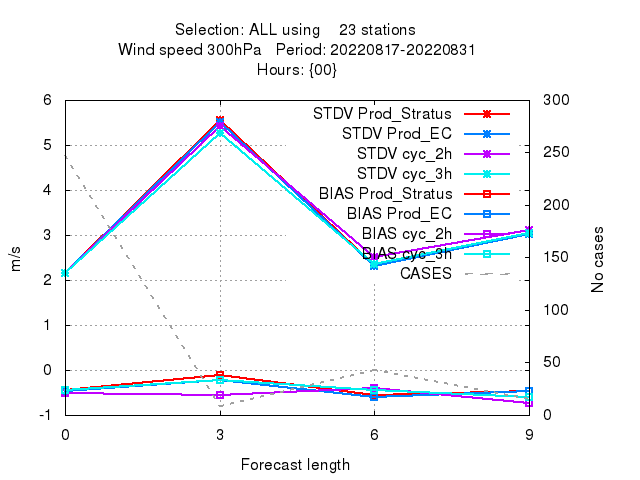 Selection: ALL using    23 stations
Wind speed 300hPa   Period: 20220817-20220831
Hours: {00}
STDV Prod_Stratus
STDV Prod_EC
STDV cyc_2h
STDV cyc_3h
BIAS Prod_Stratus
BIAS Prod_EC
BIAS cyc_2h
BIAS cyc_3h
CASES
6
5
4
3
2
1
0
-1
m/s
300
250
200
150
100
50
0
No cases
0 3 6 9
Forecast length